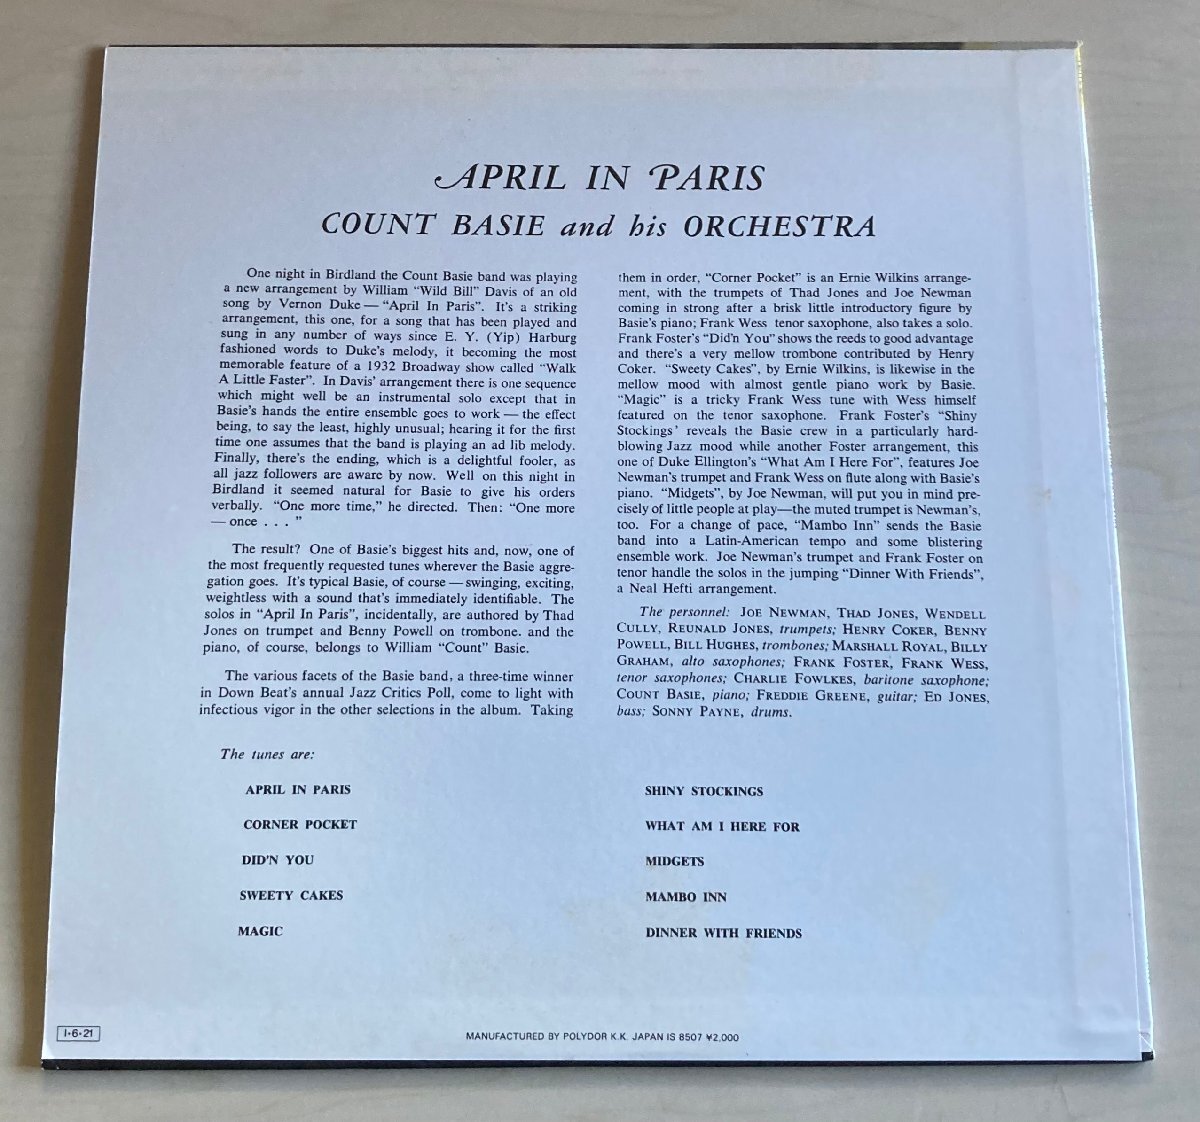 APRIL IN PARIS
COUNT BASIE and his ORCHESTRA
One night in Birdland the Count Basie band was playing
a new arrangement by William “Wild Bill” Davis of an old
song by Vernon Duke — “April In Paris”. It’s a striking
arrangement, this one, for a song that has been played and
sung in any number of ways since E. Y. (Yip) Harburg
fashioned words to Duke’s melody, it becoming the most
memorable feature of a 1932 Broadway show called “Walk
A Little Faster”. In Davis’ arrangement there is one sequence
which might well be an instrumental solo except that in
Basie’s hands the entire ensemble goes to work — the effect
being, to say the least, highly unusual; hearing it for the first
time one assumes that the band is playing an ad lib melody.
Finally, there’s the ending, which is a delightful fooler, as
all jazz followers are aware by now. Well on this night in
Birdland it seemed natural for Basie to give his orders
verbally. “One more time,” he directed. Then: “One more
— once . . . ”
The result? One of Basie’s biggest hits and, now, one of
the most frequently requested tunes wherever the Basie aggre-
gation goes. It’s typical Basie, of course — swinging, exciting,
weightless with a sound that’s immediately identifiable. The
solos in “April In Paris”, incidentally, are authored by Thad
Jones on trumpet and Benny Powell on trombone. and the
piano, of course, belongs to William “Count” Basie.
The various facets of the Basie band, a three-time winner
in Down Beat’s annual Jazz Critics Poll, come to light with
infectious vigor in the other selections in the album. Taking
them in order, “Corner Pocket” is an Ernie Wilkins arrange-
ment, with the trumpets of Thad Jones and Joe Newman
coming in strong after a brisk little introductory figure by
Basie’s piano; Frank Wess tenor saxophone, also takes a solo.
Frank Foster’s “Did’n You” shows the reeds to good advantage
and there’s a very mellow trombone contributed by Henry
Coker. “Sweety Cakes”, by Ernie Wilkins, is likewise in the
mellow mood with almost gentle piano work by Basie.
“Magic” is a tricky Frank Wess tune with Wess himself
featured on the tenor saxophone. Frank Foster’s “Shiny
Stockings’ reveals the Basie crew in a particularly hard-
blowing Jazz mood while another Foster arrangement, this
one of Duke Ellington’s “What Am I Here For”, features Joe
Newman’s trumpet and Frank Wess on flute along with Basie’s
piano. “Midgets”, by Joe Newman, will put you in mind pre-
cisely of little people at play—the muted trumpet is Newman’s,
too. For a change of pace, “Mambo Inn” sends the Basie
band into a Latin-American tempo and some blistering
ensemble work. Joe Newman’s trumpet and Frank Foster on
tenor handle the solos in the jumping “Dinner With Friends”,
a Neal Hefti arrangement.
The personnel: JOE NEWMAN, THAD JONES, WENDELL
CULLY, REUNALD JONES, trumpets; HENRY COKER, BENNY
POWELL, BILL HUGHES, trombones; MARSHALL ROYAL, BILLY
GRAHAM, alto saxophones; FRANK FOSTER, FRANK WESS,
tenor saxophones; CHARLIE FOWLKES, baritone saxophone;
COUNT BASIE, piano; FREDDIE GREENE, guitar; ED JONES,
bass; SONNY PAYNE, drums.
The tunes are:
APRIL IN PARIS
CORNER POCKET
DID’N YOU
SWEETY CAKES
MAGIC
SHINY STOCKINGS
WHAT AM I HERE FOR
MIDGETS
MAMBO INN
DINNER WITH FRIENDS
I•6•21
MANUFACTURED BY POLYDOR K.K. JAPAN IS 8507 ¥2,000